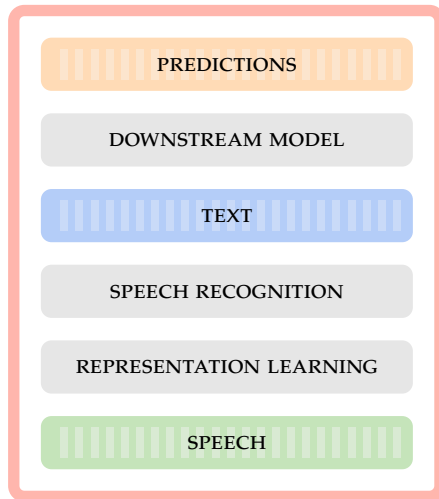 PREDICTIONS
DOWNSTREAM MODEL
TEXT
SPEECH RECOGNITION
REPRESENTATION LEARNING
SPEECH